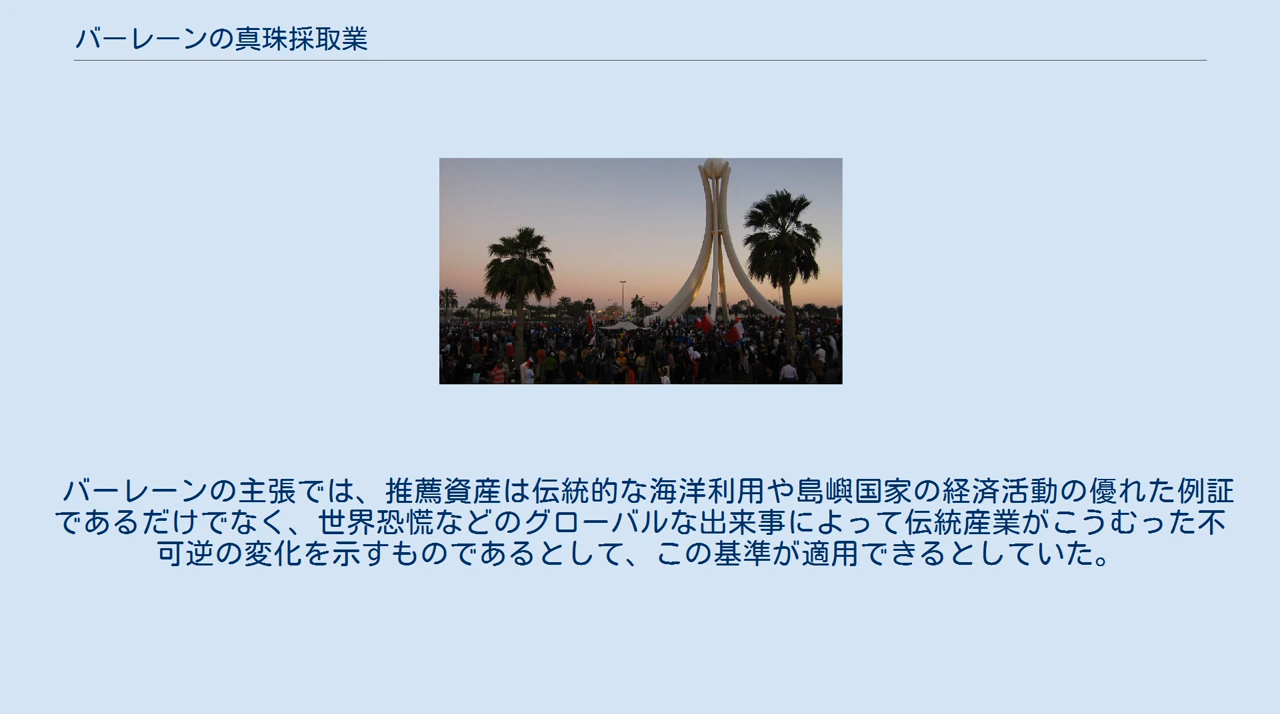 バーレーンの真珠採取業
バーレーンの主張では、推薦資産は伝統的な海洋利用や島嶼国家の経済活動の優れた例証
であるだけでなく、世界恐慌などのグローバルな出来事によって伝統産業がこうむった不
可逆の変化を示すものであるとして、この基準が適用できるとしていた。